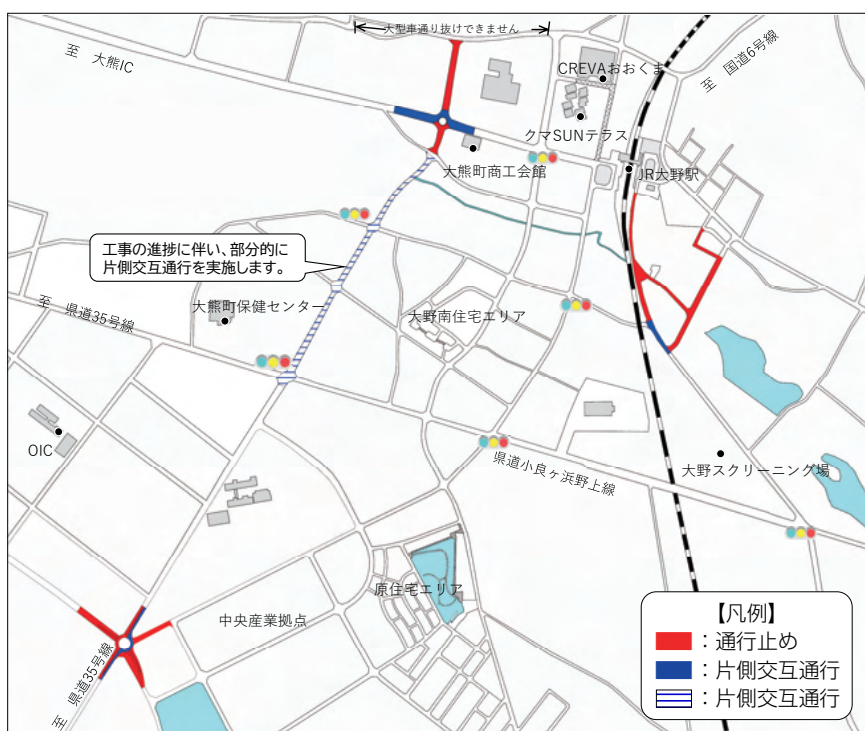 大型車通り抜けできません
至 大熊IC
CREVAおおくま
至 国道6号線
クマSUNテラス
大熊町商工会館
JR大野駅
工事の進捗に伴い、部分的に
片側交互通行を実施します。
至 県道35号線
大熊町保健センター
大野南住宅エリア
OIC
県道小良ヶ浜野上線
大野スクリーニング場
原住宅エリア
中央産業拠点
至 県道35号線
【凡例】
：通行止め
：片側交互通行
：片側交互通行